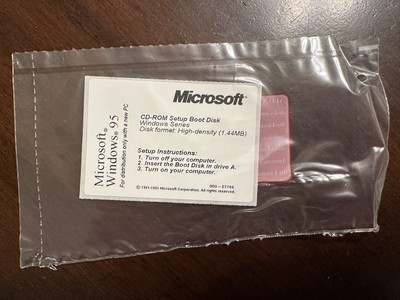 Microsoft®
Windows® 95
For distribution only with a new PC
Microsoft®
CD-ROM Setup Boot Disk
Windows Series
Disk format: High-density (1.44MB)
Setup Instructions:
1. Turn off your computer.
2. Insert the Boot Disk in drive A.
3. Turn on your computer.
© 1981-1995 Microsoft Corporation. All rights reserved.